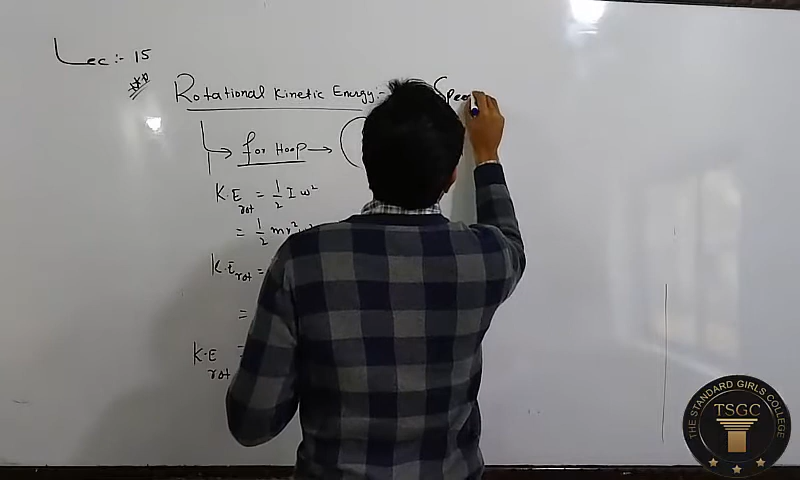 Lec :- 15
Rotational Kinetic Energy :-
for Hoop →
K.E rot = 1/2 I ω²
= 1/2 mr²
K.E rot =
=
K.E rot =
THE STANDARD GIRLS COLLEGE
TSGC